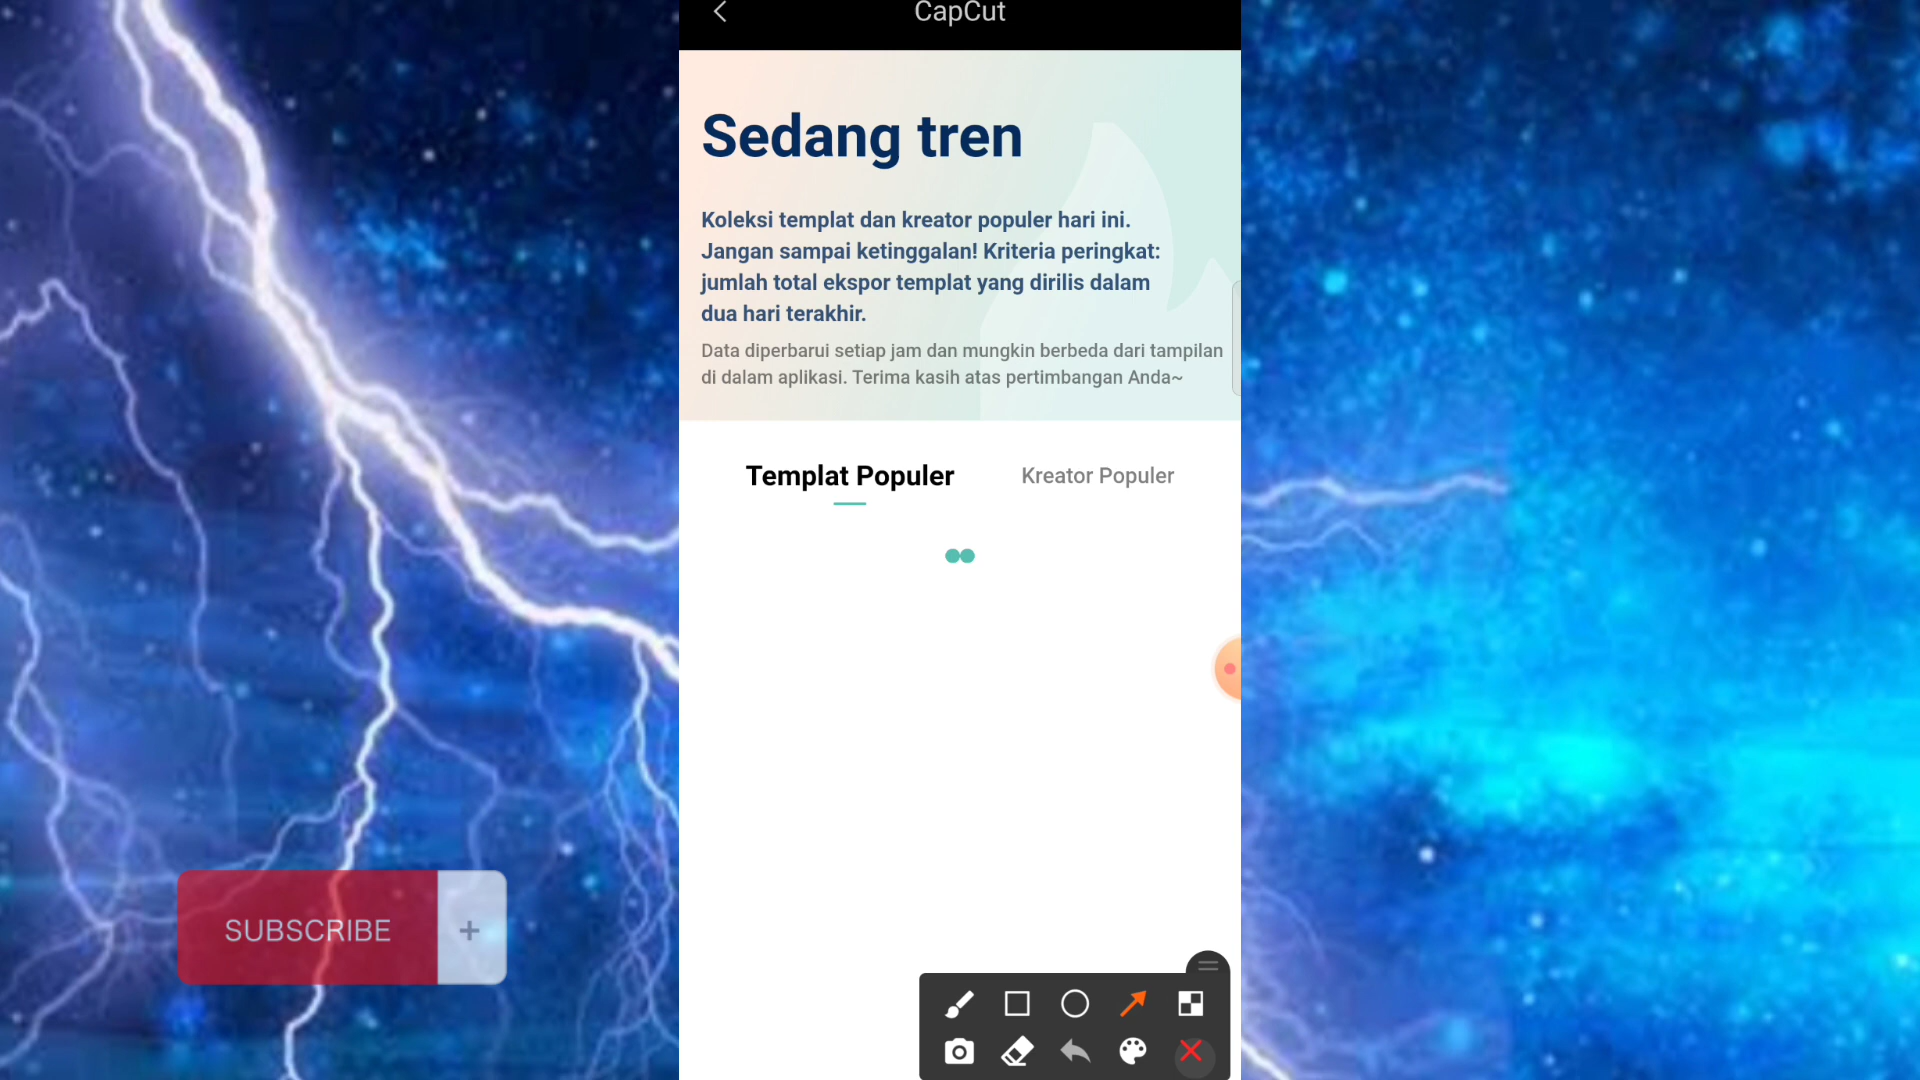 CapCut
Sedang tren
Koleksi templat dan kreator populer hari ini.
Jangan sampai ketinggalan! Kriteria peringkat:
jumlah total ekspor templat yang dirilis dalam
dua hari terakhir.
Data diperbarui setiap jam dan mungkin berbeda dari tampilan
di dalam aplikasi. Terima kasih atas pertimbangan Anda~
Templat Populer
Kreator Populer
SUBSCRIBE +